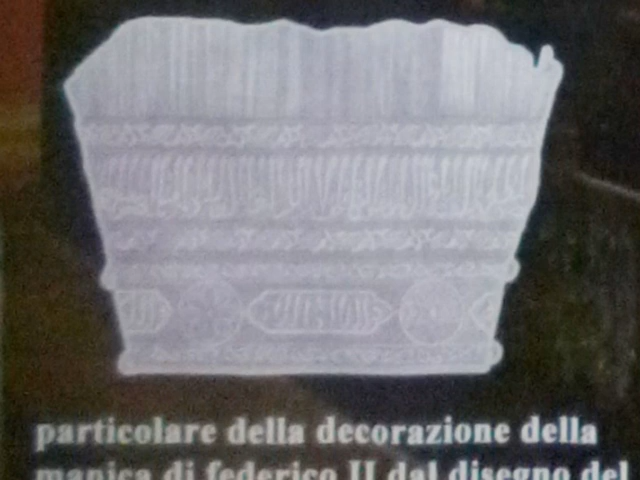 particolare della decorazione della
manica di federico II dal disegno del